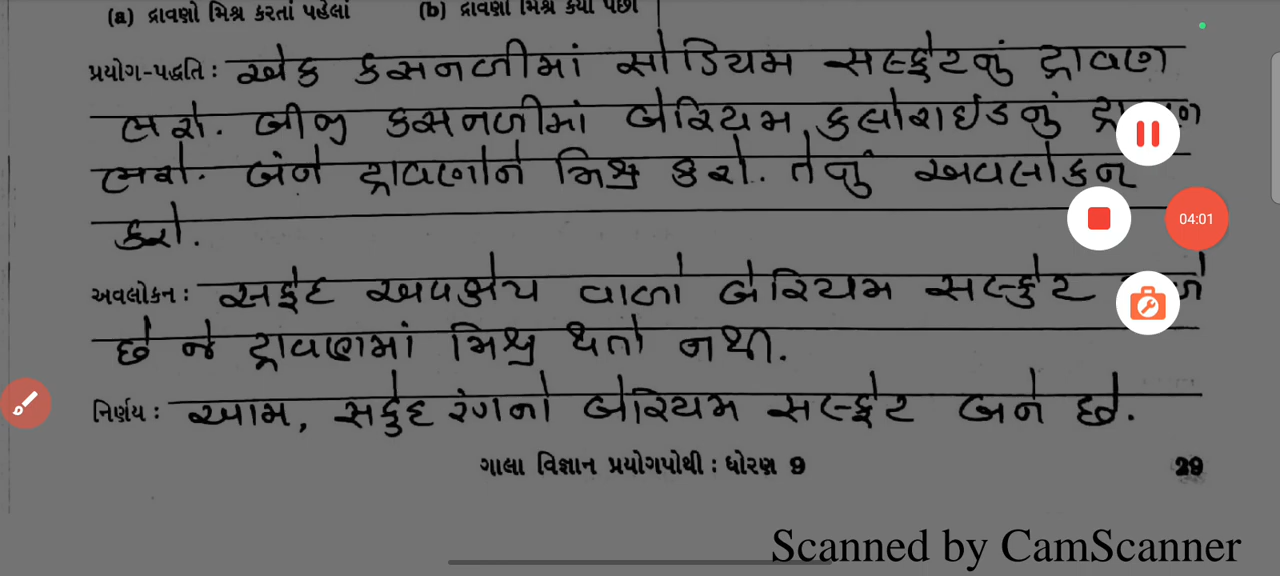 (a) દ્રાવણો મિશ્ર કરતાં પહેલાં (b) દ્રાવણો મિશ્ર કર્યા પછી
પ્રયોગ-પદ્ધતિ : એક કસનળીમાં સોડિયમ સલ્ફેટનું દ્રાવણ
લેશો. બીજી કસનળીમાં બેરિયમ ક્લોરાઈડનું
લેશો. બંને દ્રાવણોને મિશ્ર કરો. તેનું અવલોકન
કરો.
04:01
અવલોકન : સફેદ અવક્ષેપ વાળો બેરિયમ સલ્ફેટ
છે જે દ્રાવણમાં મિશ્ર થતો નથી.
નિર્ણય : આમ, સફેદ રંગનો બેરિયમ સલ્ફેટ બને છે.
ગાલા વિજ્ઞાન પ્રયોગપોથી : ધોરણ 9 29
Scanned by CamScanner